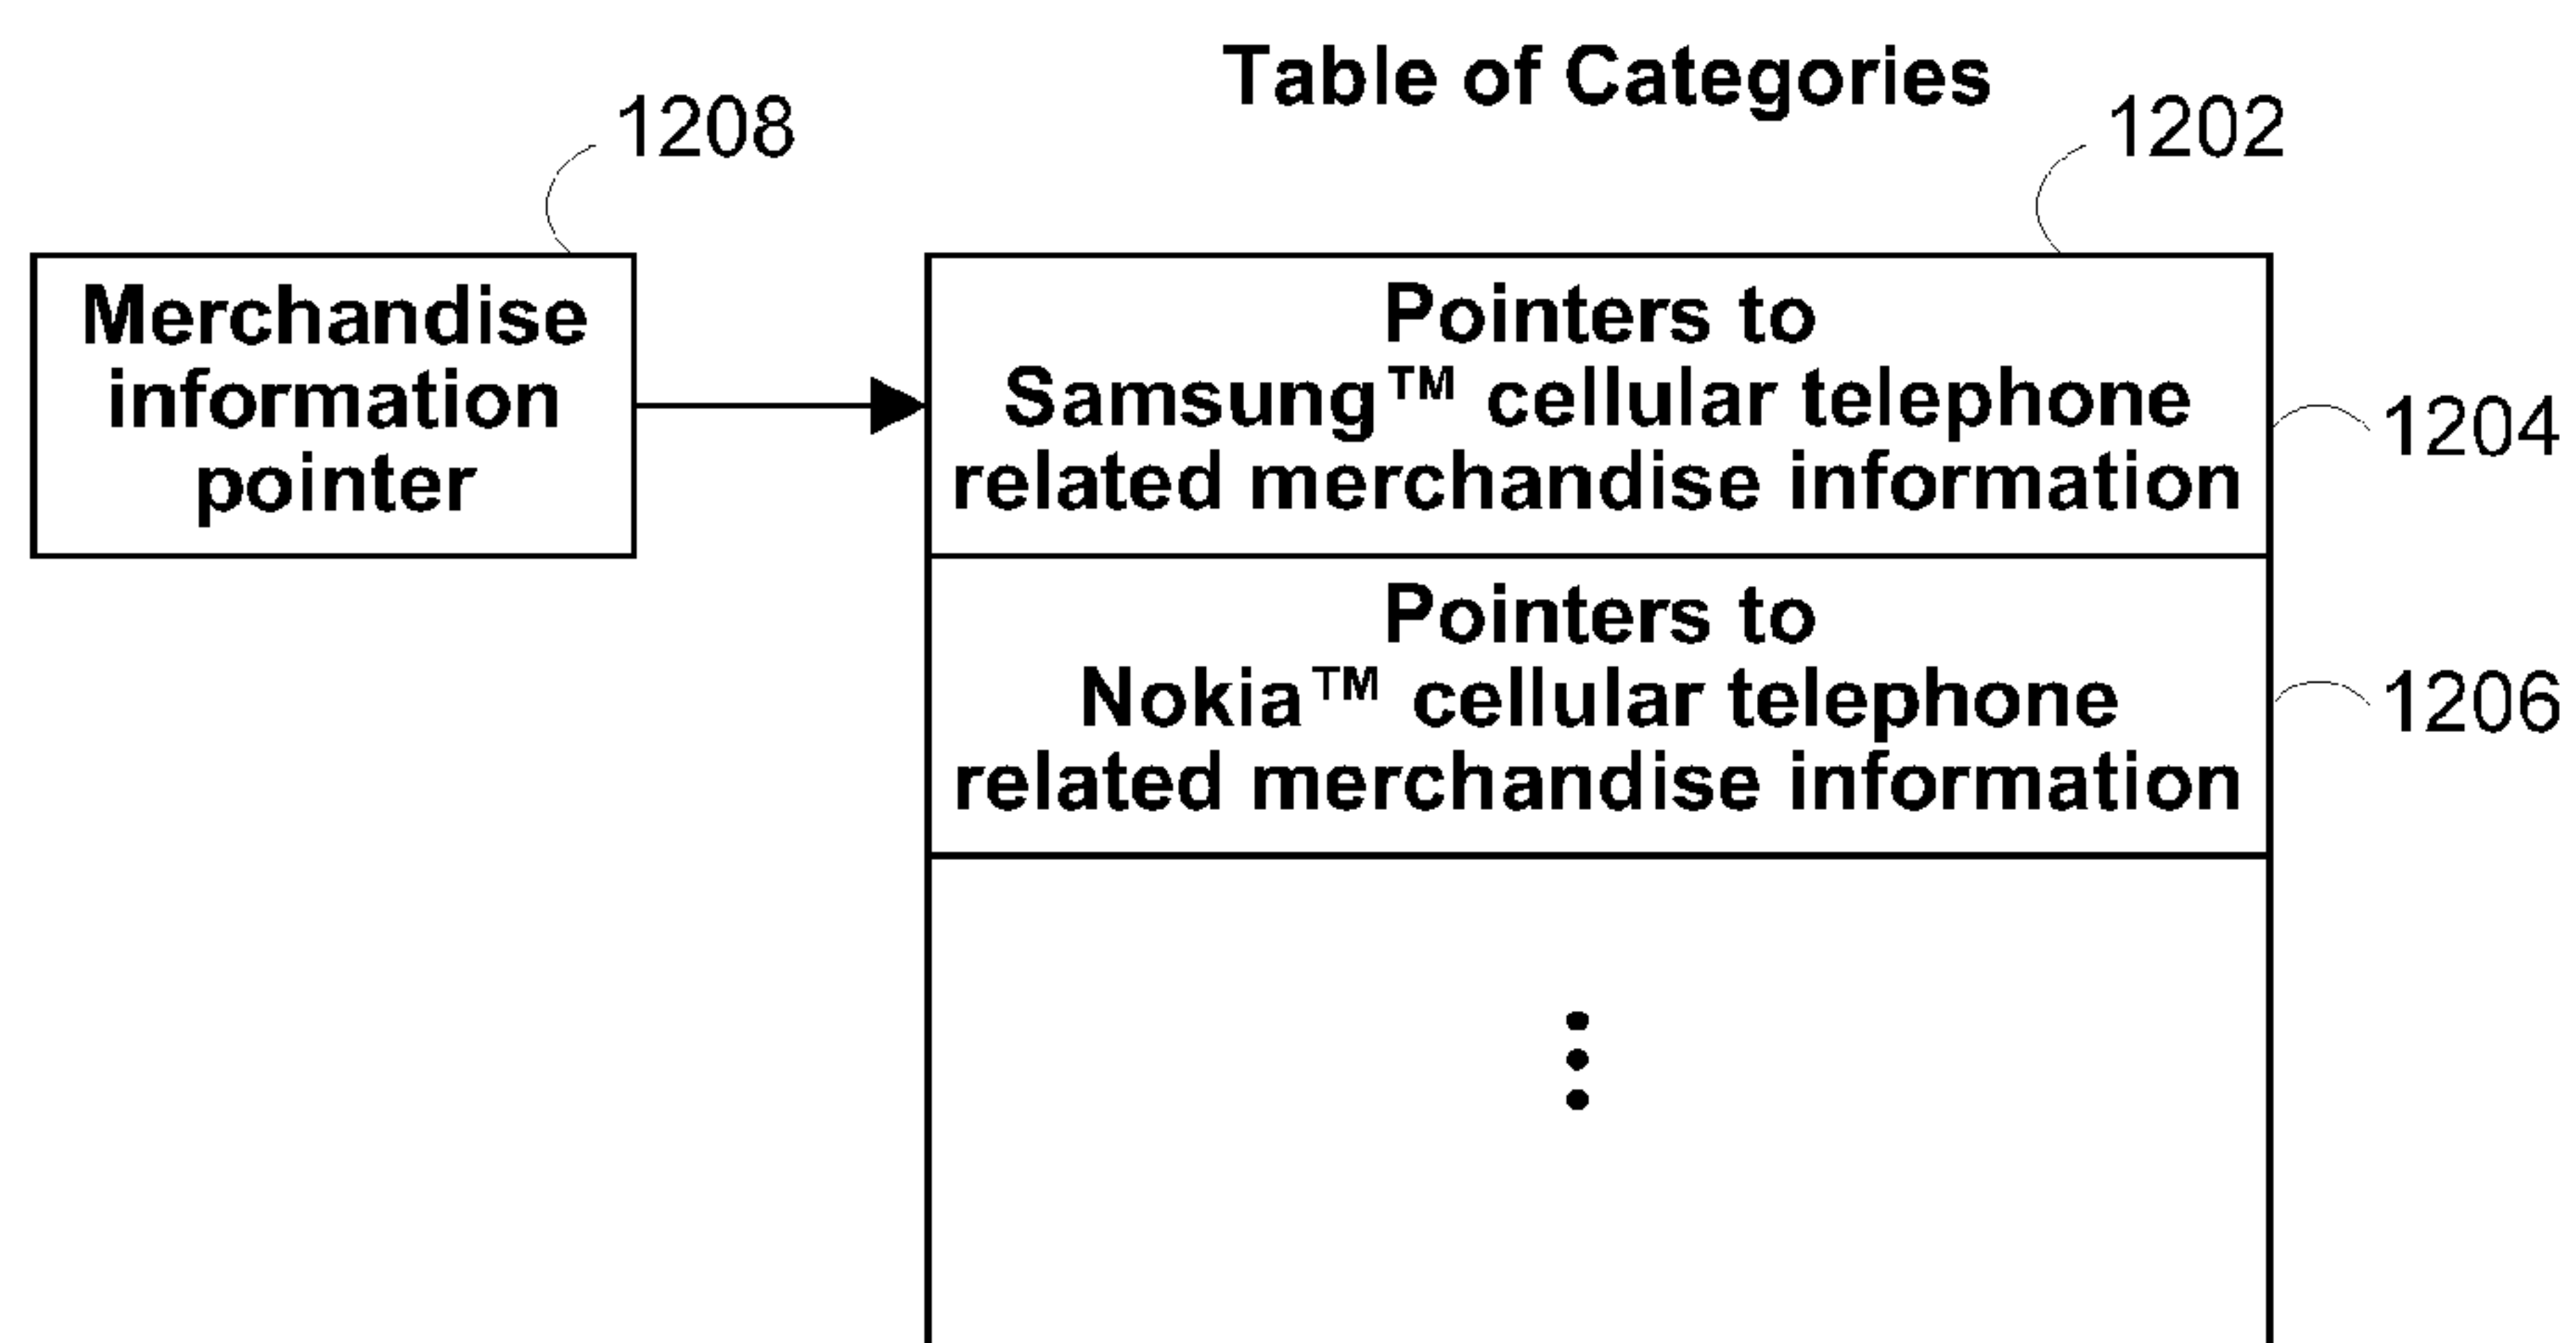 Table of Categories
1208
1202
Merchandise
information
pointer
Pointers to
Samsung™ cellular telephone
related merchandise information
1204
Pointers to
Nokia™ cellular telephone
related merchandise information
1206